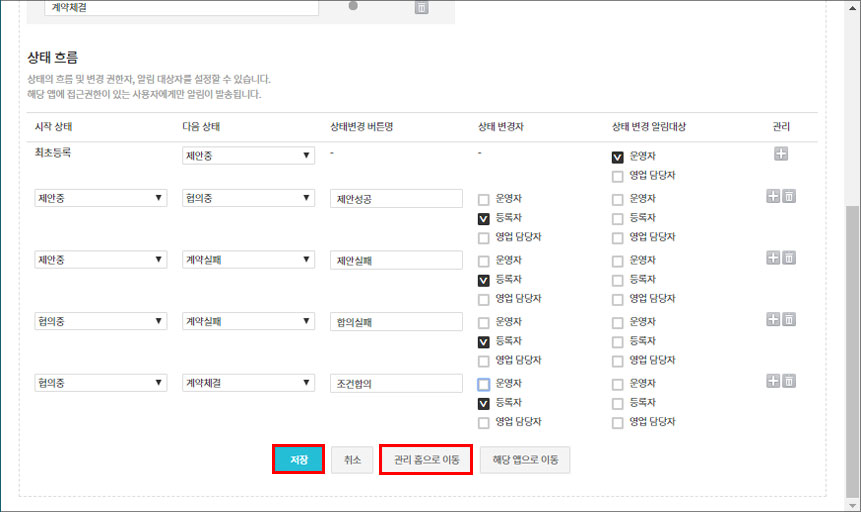 계약체결
상태 흐름
상태의 흐름 및 변경 권한자, 알림 대상자를 설정할 수 있습니다.
해당 앱에 접근권한이 있는 사용자에게만 알림이 발송됩니다.
시작 상태 다음 상태 상태변경 버튼명 상태 변경자 상태 변경 알림대상 관리
최초등록 제안중 - - 운영자
영업 담당자
제안중 협의중 제안성공 운영자 운영자
등록자 등록자
영업 담당자 영업 담당자
제안중 계약실패 제안실패 운영자 운영자
등록자 등록자
영업 담당자 영업 담당자
협의중 계약실패 합의실패 운영자 운영자
등록자 등록자
영업 담당자 영업 담당자
협의중 계약체결 조건합의 운영자 운영자
등록자 등록자
영업 담당자 영업 담당자
저장 취소 관리 홈으로 이동 해당 앱으로 이동